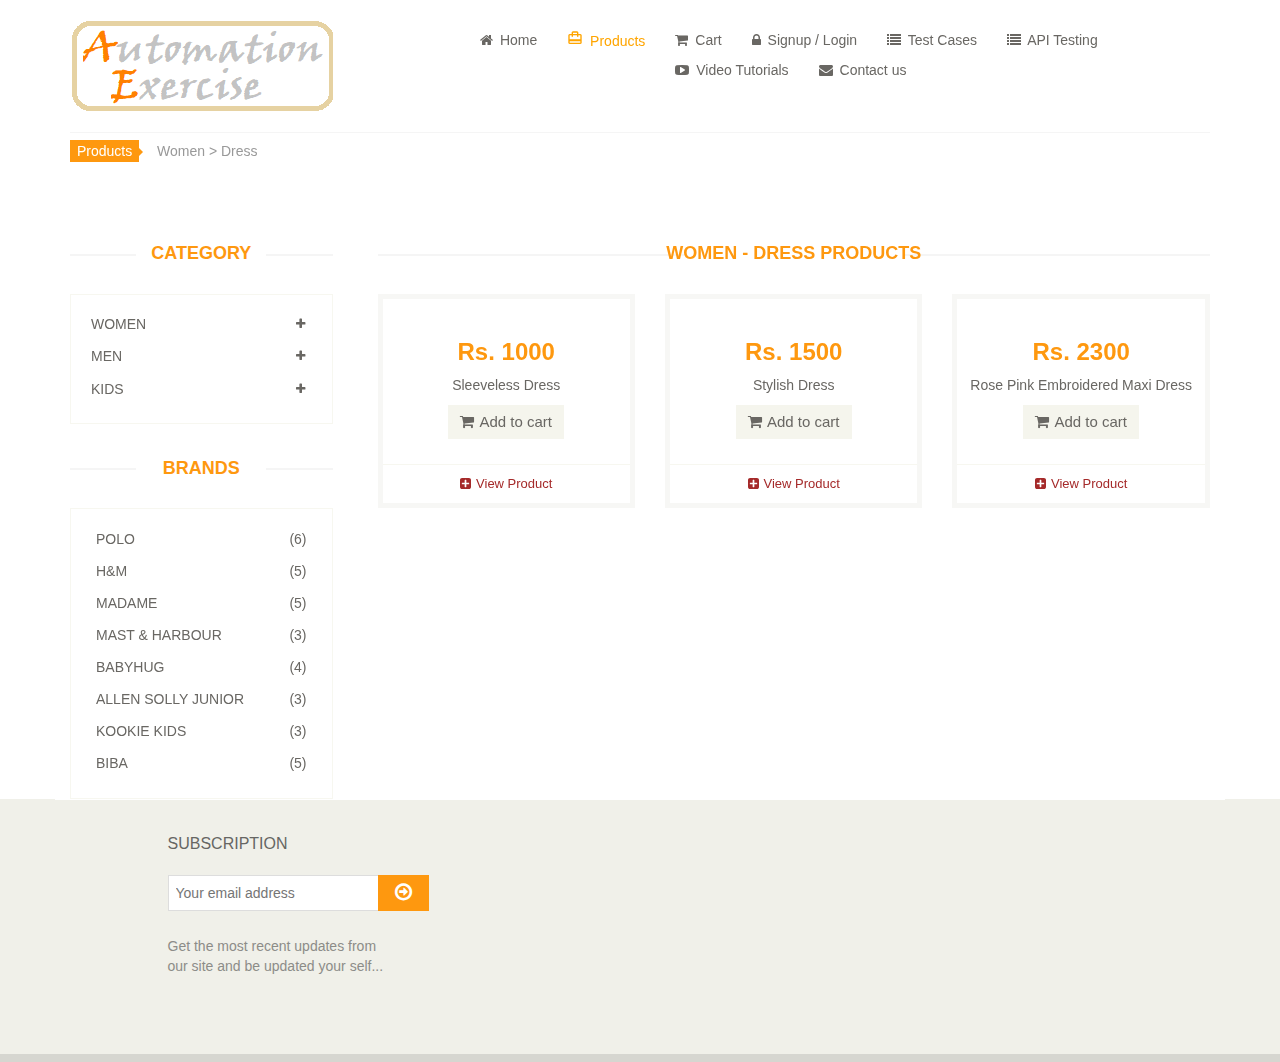 Automation
Exercise
Home
Products
Cart
Signup / Login
Test Cases
API Testing
Video Tutorials
Contact us
Products
Women > Dress
CATEGORY
WOMEN
MEN
KIDS
BRANDS
POLO (6)
H&M (5)
MADAME (5)
MAST & HARBOUR (3)
BABYHUG (4)
ALLEN SOLLY JUNIOR (3)
KOOKIE KIDS (3)
BIBA (5)
WOMEN - DRESS PRODUCTS
Rs. 1000
Sleeveless Dress
Add to cart
View Product
Rs. 1500
Stylish Dress
Add to cart
View Product
Rs. 2300
Rose Pink Embroidered Maxi Dress
Add to cart
View Product
SUBSCRIPTION
Your email address
Get the most recent updates from
our site and be updated your self...